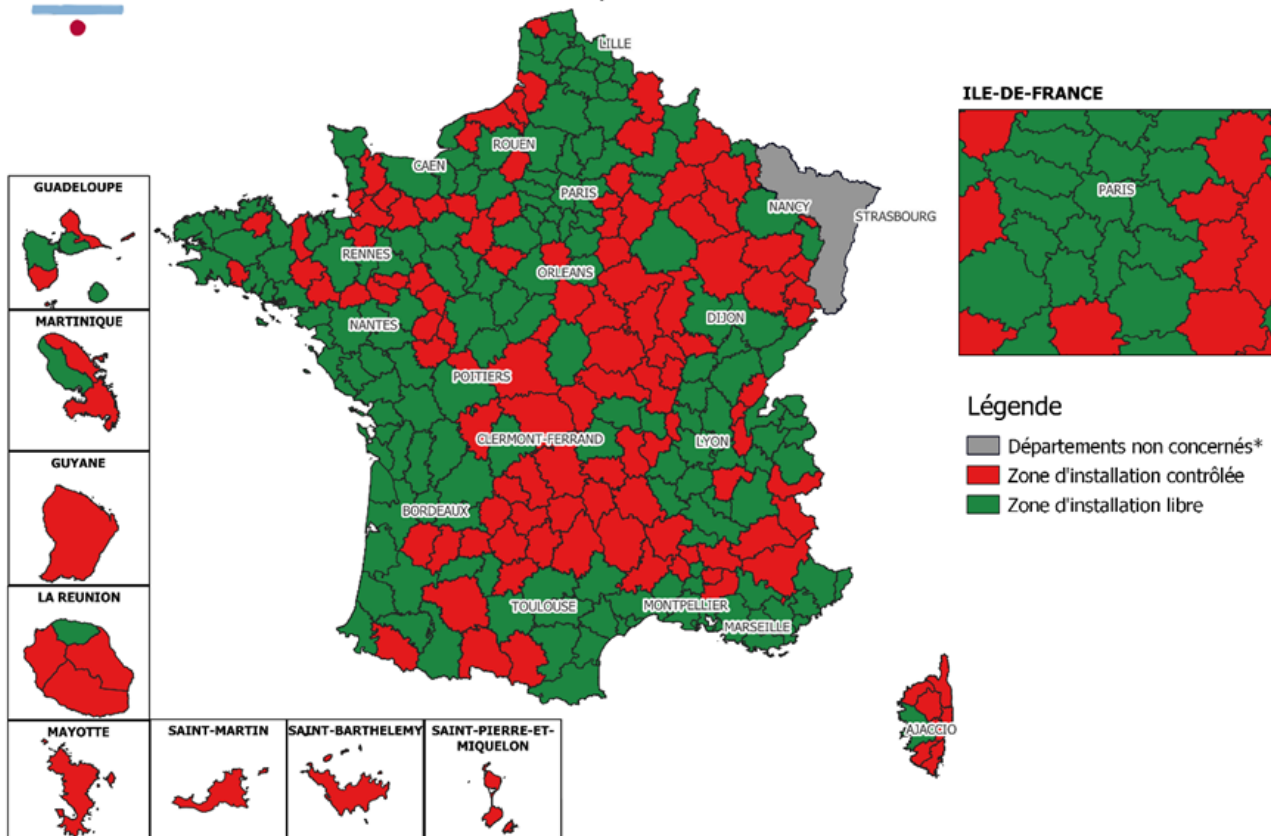 LILLE
ILE-DE-FRANCE
ROUEN
CAEN
PARIS
PARIS
GUADELOUPE
NANCY
STRASBOURG
RENNES
ORLEANS
MARTINIQUE
NANTES
DIJON
POITIERS
Légende
CLERMONT-FERRAND
LYON
Départements non concernés*
GUYANE
Zone d'installation contrôlée
Zone d'installation libre
BORDEAUX
LA REUNION
TOULOUSE
MONTPELLIER
MARSEILLE
MAYOTTE
SAINT-MARTIN
SAINT-BARTHELEMY
SAINT-PIERRE-ET-
MIQUELON
AJACCIO